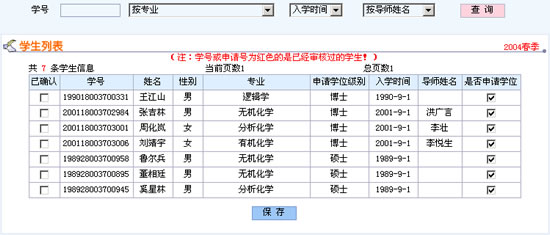 学号 按专业 入学时间 按导师姓名 查 询
学生列表 2004春季
(注：学号或申请号为红色的是已经审核过的学生！)
共 7 条学生信息 当前页数1 总页数1
已确认 学号 姓名 性别 专业 申请学位级别 入学时间 导师姓名 是否申请学位
199018003700331 王江山 男 逻辑学 博士 1990-9-1
200118003702984 张吉林 男 无机化学 博士 2001-9-1 洪广言
200118003703001 周化岚 女 分析化学 博士 2001-9-1 李壮
200118003703006 刘靖宇 女 有机化学 博士 2001-9-1 李悦生
198928003700958 鲁尔兵 男 无机化学 硕士 1989-9-1
198928003700895 董相廷 男 无机化学 硕士 1989-9-1
198928003700945 奚星林 男 分析化学 硕士 1989-9-1
保 存